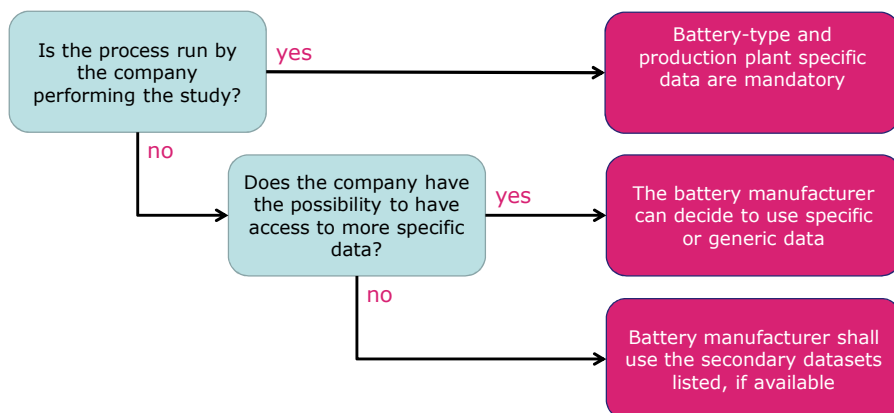 Is the process run by
the company
performing the study?
yes
Battery-type and
production plant specific
data are mandatory
no
Does the company have
the possibility to have
access to more specific
data?
yes
The battery manufacturer
can decide to use specific
or generic data
no
Battery manufacturer shall
use the secondary datasets
listed, if available